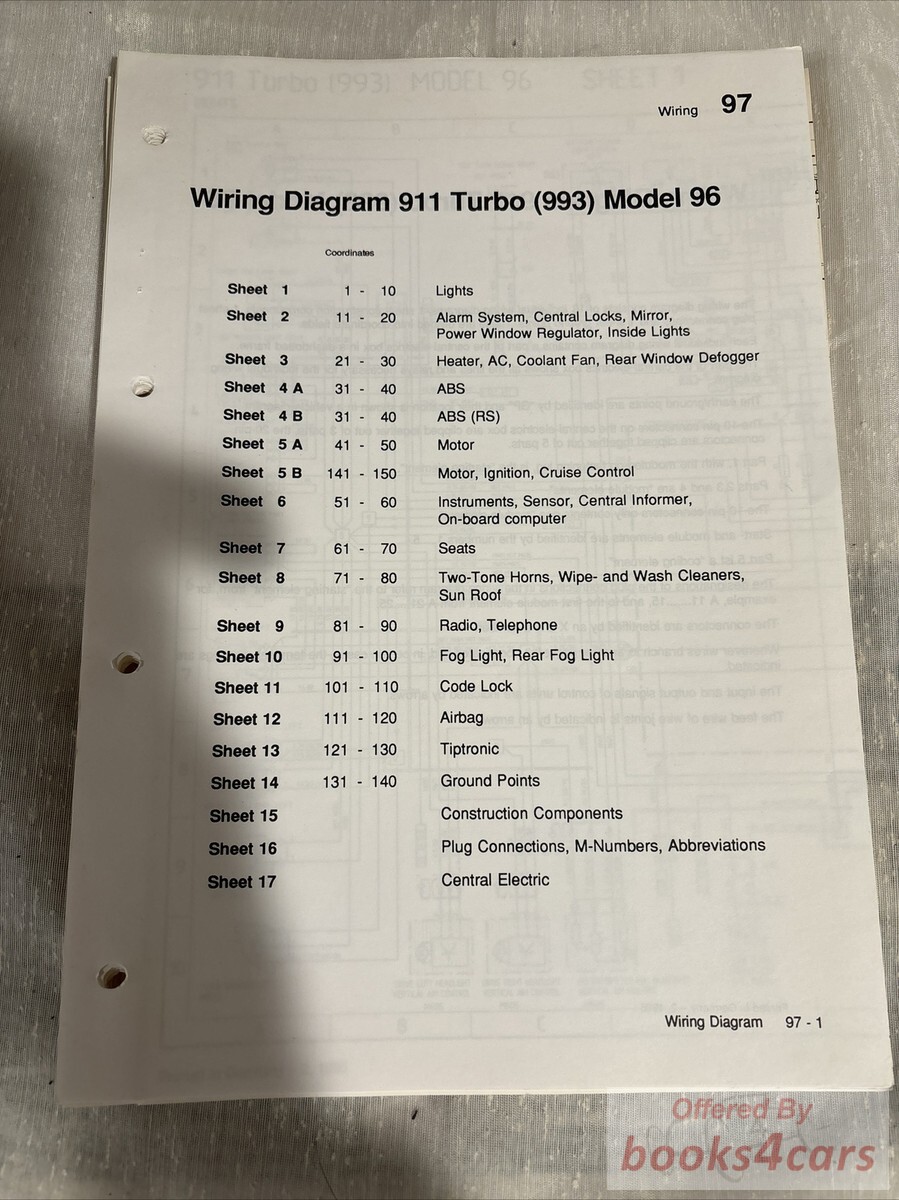 911 Turbo (993) MODEL 96 SHEET 1
Wiring 97
Wiring Diagram 911 Turbo (993) Model 96
Coordinates
Sheet 1 1 - 10 Lights
Sheet 2 11 - 20 Alarm System, Central Locks, Mirror,
Power Window Regulator, Inside Lights
Sheet 3 21 - 30 Heater, AC, Coolant Fan, Rear Window Defogger
Sheet 4 A 31 - 40 ABS
Sheet 4 B 31 - 40 ABS (RS)
Sheet 5 A 41 - 50 Motor
Sheet 5 B 141 - 150 Motor, Ignition, Cruise Control
Sheet 6 51 - 60 Instruments, Sensor, Central Informer,
On-board computer
Sheet 7 61 - 70 Seats
Sheet 8 71 - 80 Two-Tone Horns, Wipe- and Wash Cleaners,
Sun Roof
Sheet 9 81 - 90 Radio, Telephone
Sheet 10 91 - 100 Fog Light, Rear Fog Light
Sheet 11 101 - 110 Code Lock
Sheet 12 111 - 120 Airbag
Sheet 13 121 - 130 Tiptronic
Sheet 14 131 - 140 Ground Points
Sheet 15 Construction Components
Sheet 16 Plug Connections, M-Numbers, Abbreviations
Sheet 17 Central Electric
Wiring Diagram 97 - 1
Offered By
books4cars